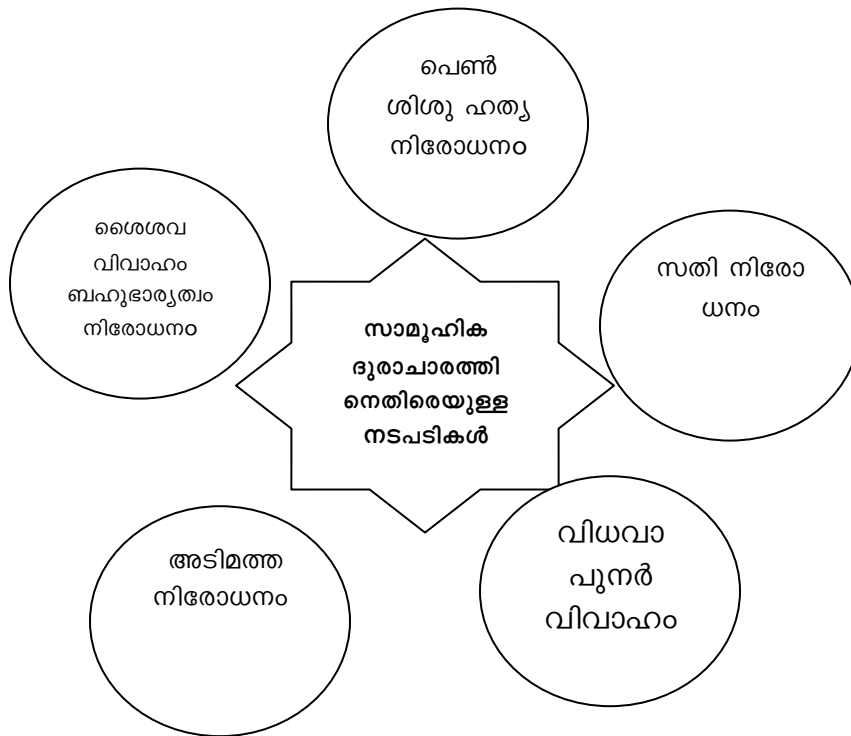 പെൺ
ശിശു ഹത്യ
നിരോധനം
ശൈശവ
വിവാഹം
ബഹുഭാര്യത്വം
നിരോധനം
സതി നിരോ
ധനം
സാമൂഹിക
ദുരാചാരത്തി
നെതിരെയുള്ള
നടപടികൾ
അടിമത്ത
നിരോധനം
വിധവാ
പുനർ
വിവാഹം